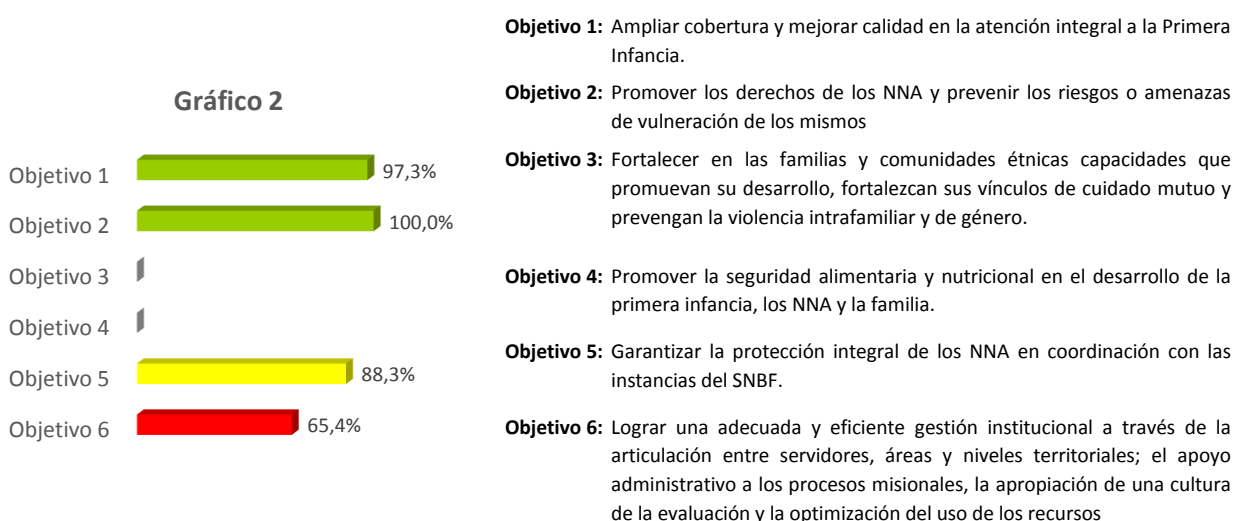 Gráfico 2
Objetivo 1
97,3%
Objetivo 2
100,0%
Objetivo 3
Objetivo 4
Objetivo 5
88,3%
Objetivo 6
65,4%
Objetivo 1: Ampliar cobertura y mejorar calidad en la atención integral a la Primera
Infancia.
Objetivo 2: Promover los derechos de los NNA y prevenir los riesgos o amenazas
de vulneración de los mismos
Objetivo 3: Fortalecer en las familias y comunidades étnicas capacidades que
promuevan su desarrollo, fortalezcan sus vínculos de cuidado mutuo y
prevengan la violencia intrafamiliar y de género.
Objetivo 4: Promover la seguridad alimentaria y nutricional en el desarrollo de la
primera infancia, los NNA y la familia.
Objetivo 5: Garantizar la protección integral de los NNA en coordinación con las
instancias del SNBF.
Objetivo 6: Lograr una adecuada y eficiente gestión institucional a través de la
articulación entre servidores, áreas y niveles territoriales; el apoyo
administrativo a los procesos misionales, la apropiación de una cultura
de la evaluación y la optimización del uso de los recursos